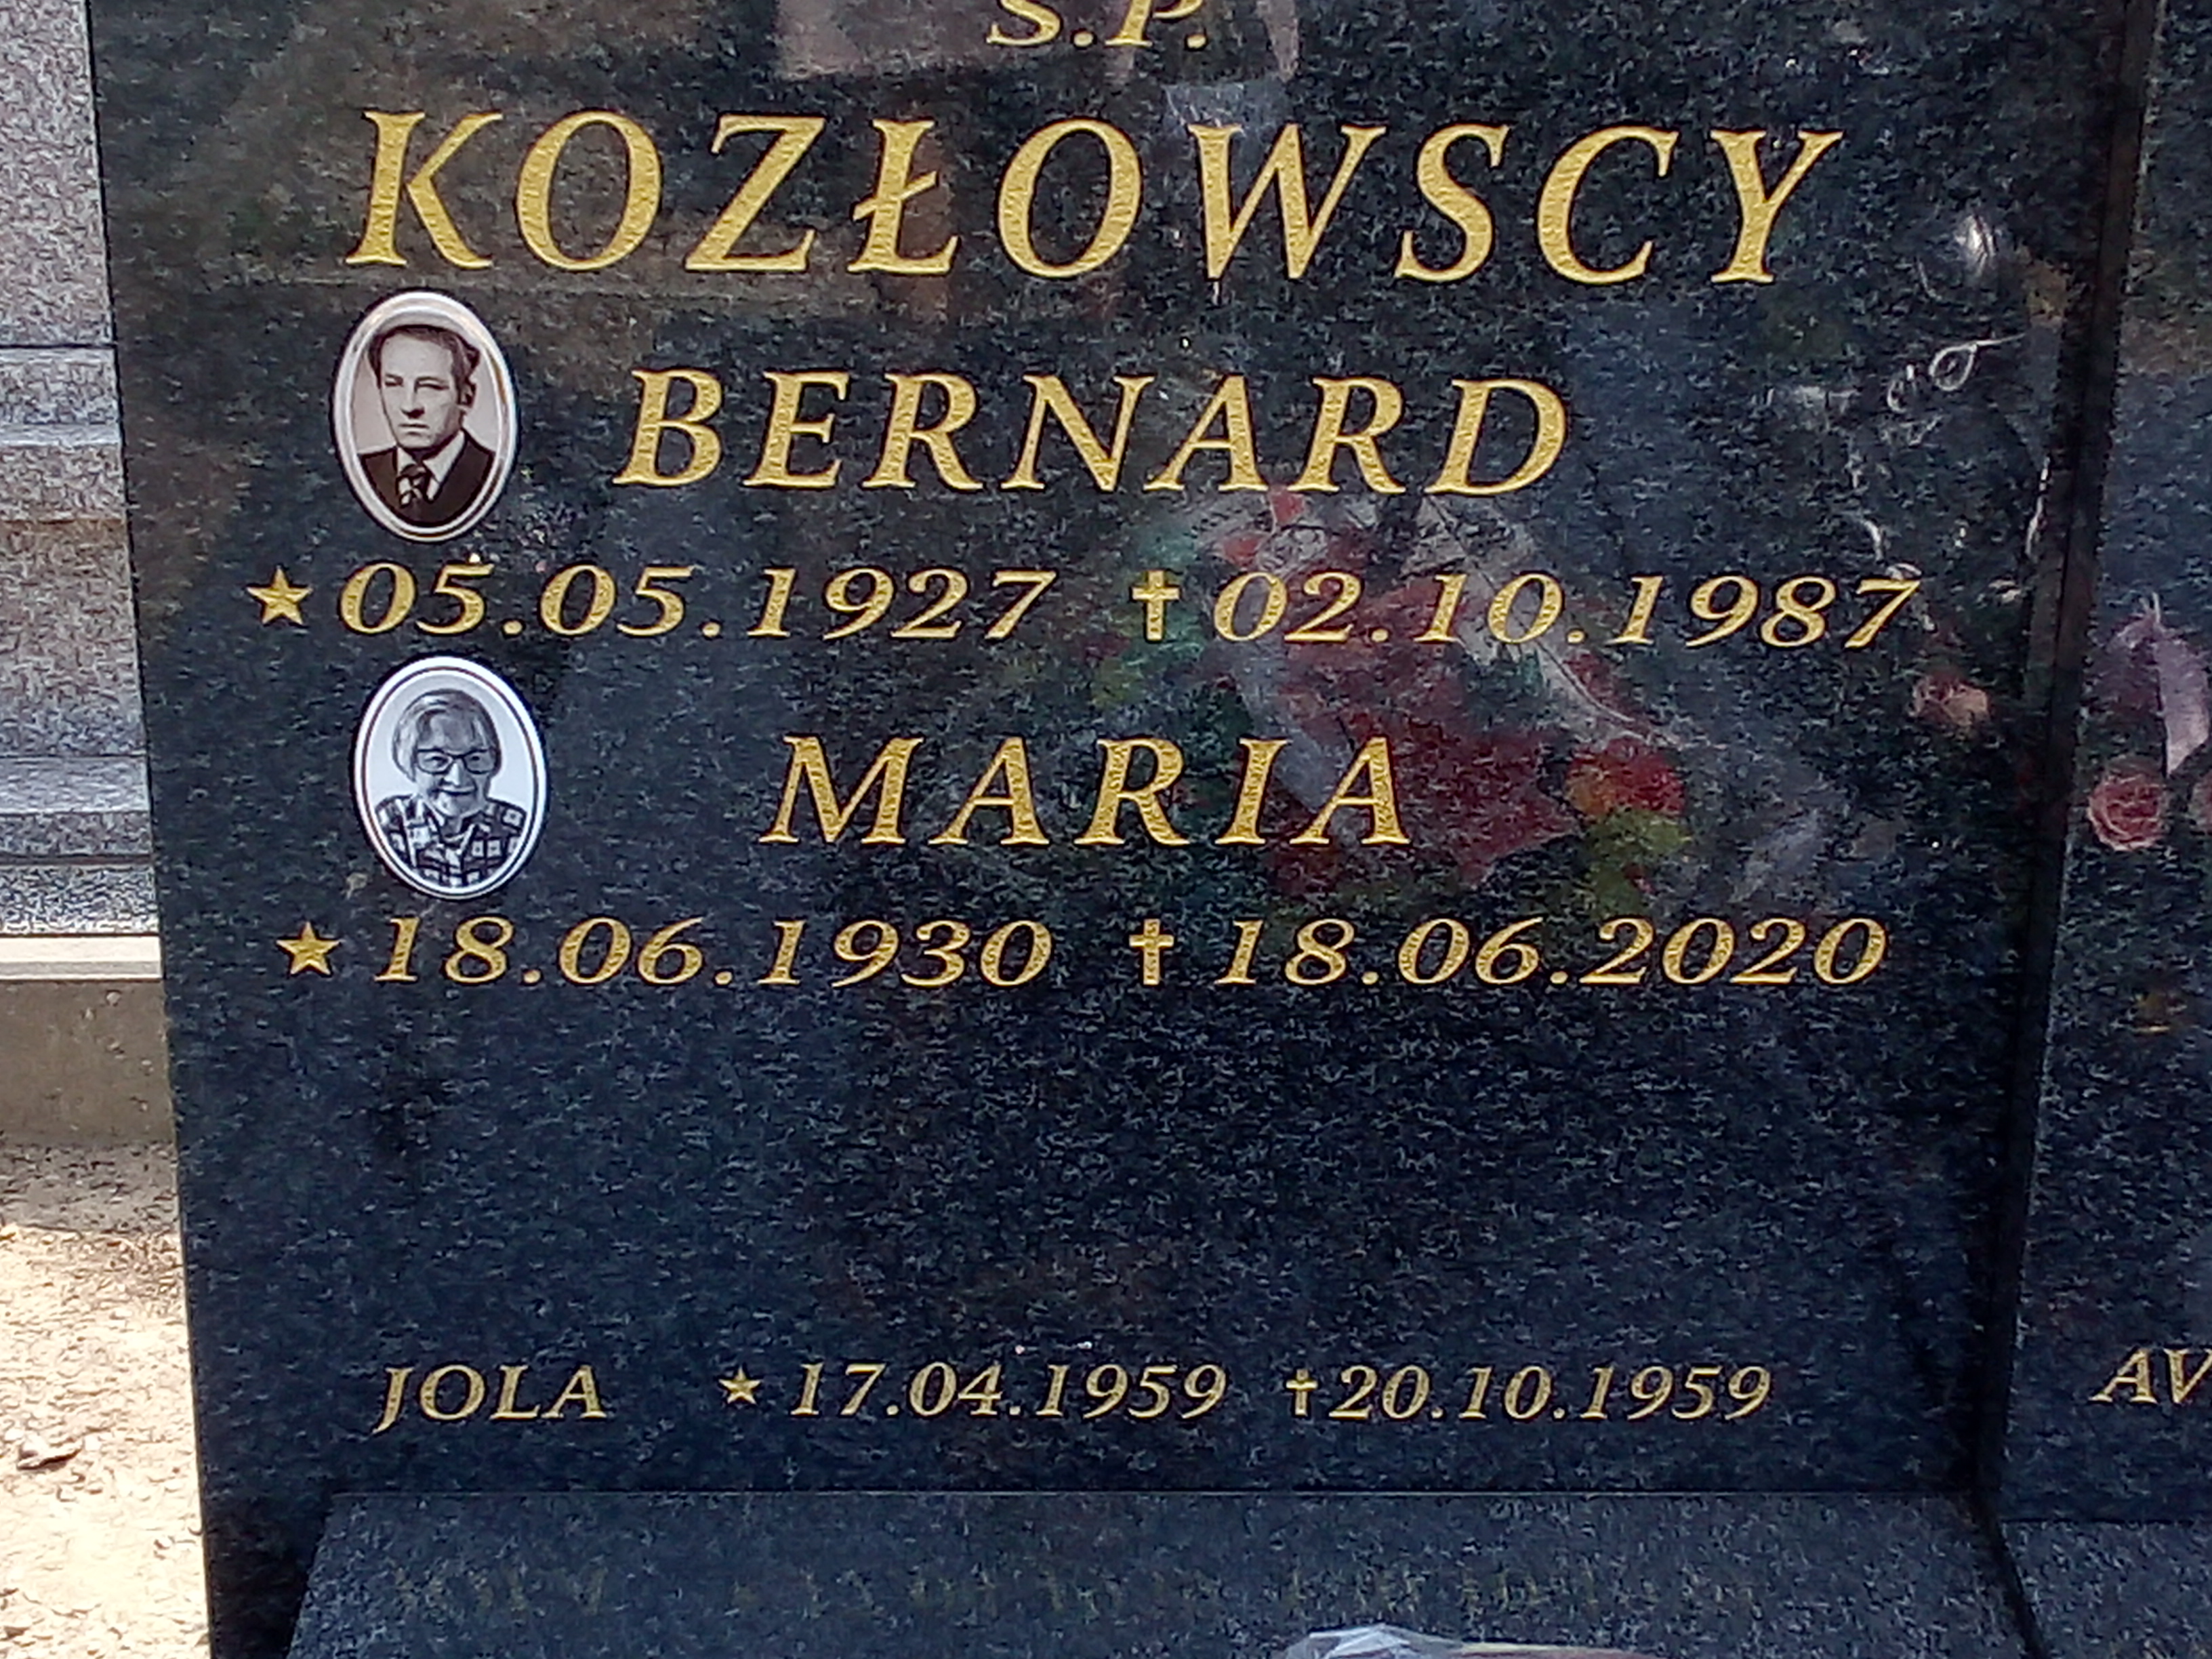 S.P.
KOZŁOWSCY
BERNARD
★ 05.05.1927 ✝ 02.10.1987
MARIA
★ 18.06.1930 ✝ 18.06.2020
JOLA ★ 17.04.1959 ✝ 20.10.1959
AV